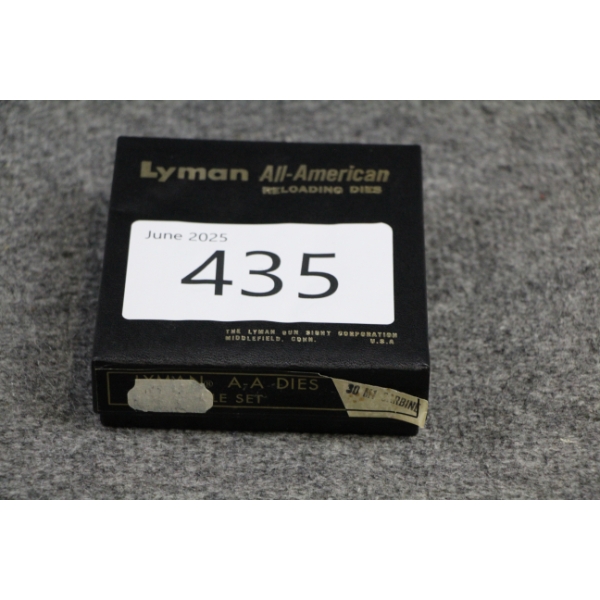 Lyman All-American
RELOADING DIES
June 2025
435
THE LYMAN GUN SIGHT CORPORATION
MIDDLEFIELD, CONN. U.S.A
LYMAN A-A DIES
LE SET
30 M1 CARBINE